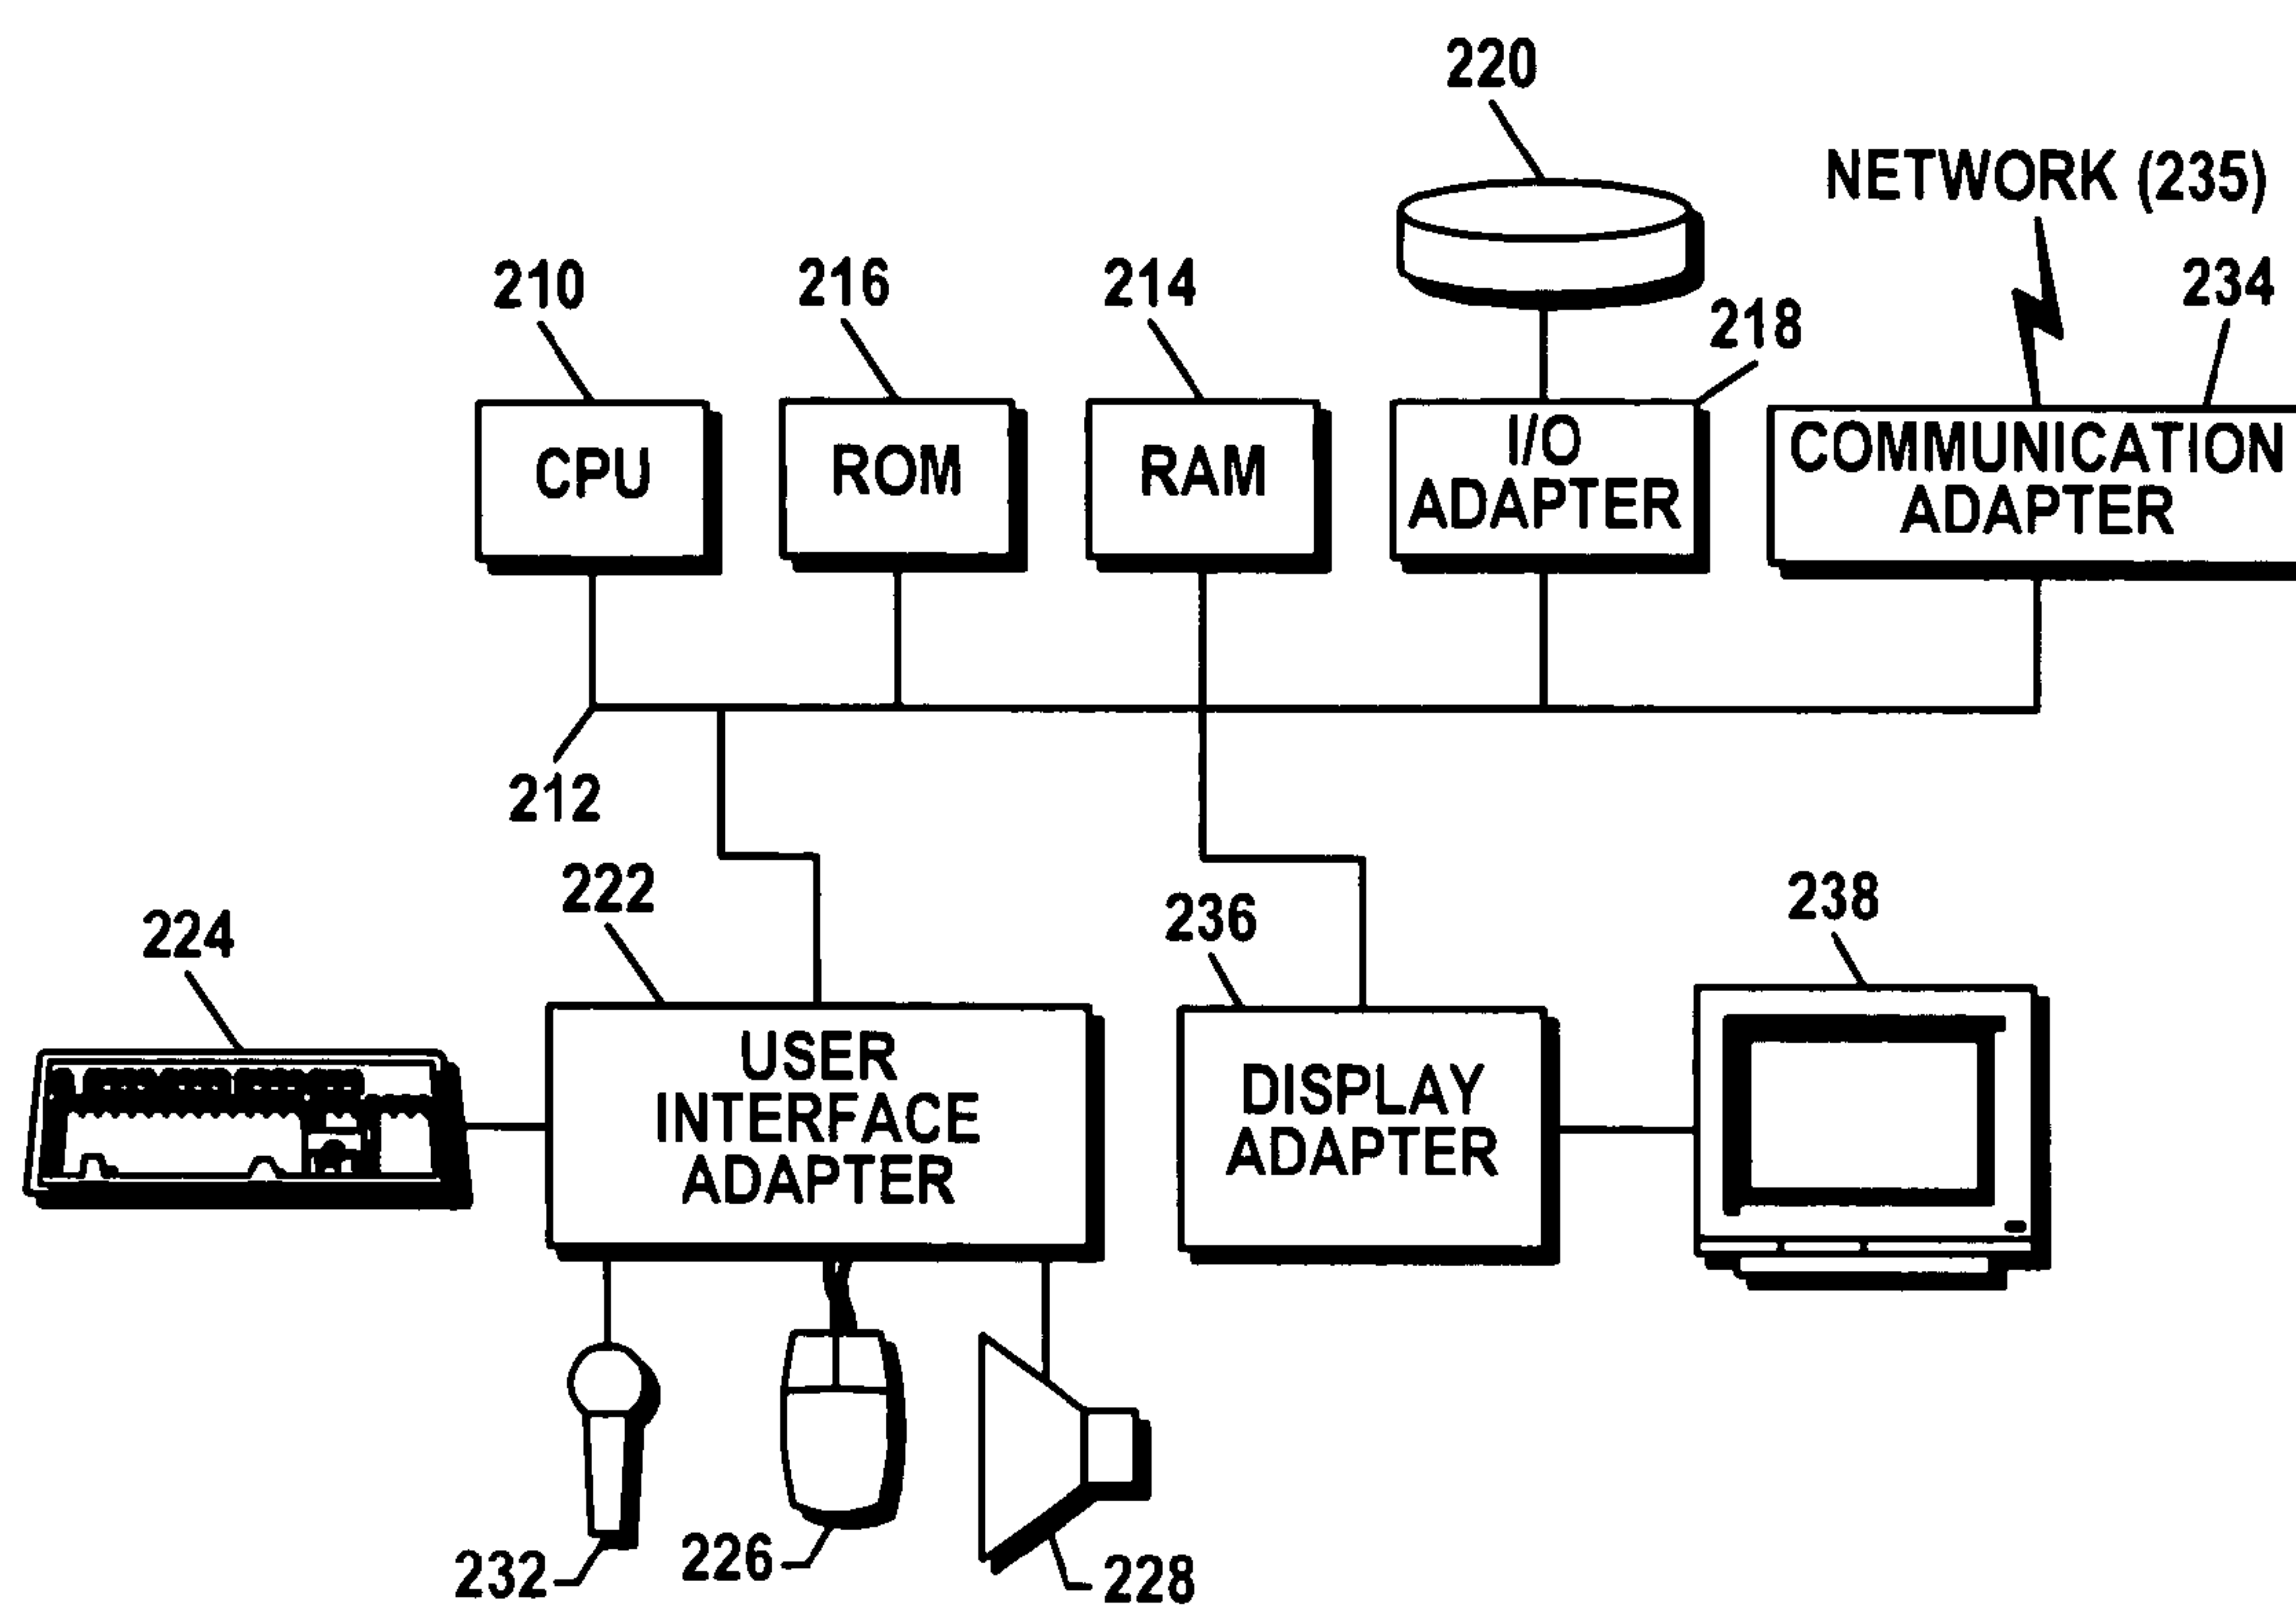 220
NETWORK (235)
210
216
214
218
234
CPU
ROM
RAM
I/O
ADAPTER
COMMUNICATION
ADAPTER
212
222
224
236
238
USER
INTERFACE
ADAPTER
DISPLAY
ADAPTER
232
226
228